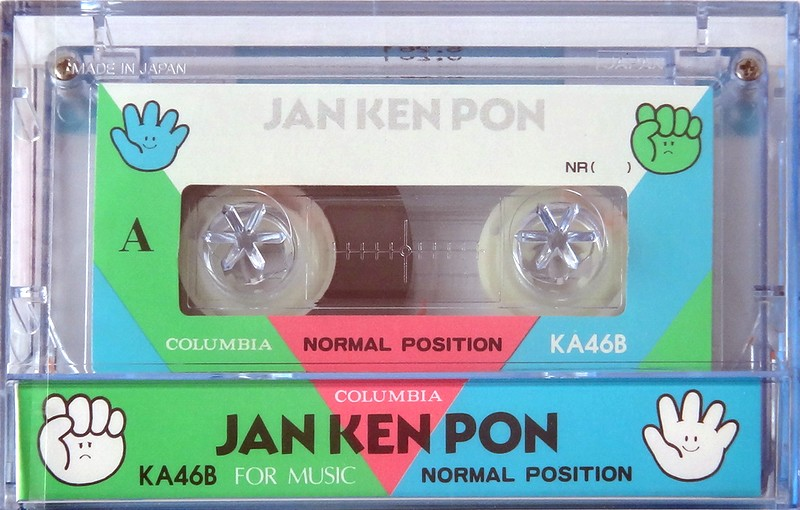 MADE IN JAPAN
JAN KEN PON
NR( )
A
COLUMBIA NORMAL POSITION KA46B
COLUMBIA
JAN KEN PON
KA46B FOR MUSIC NORMAL POSITION